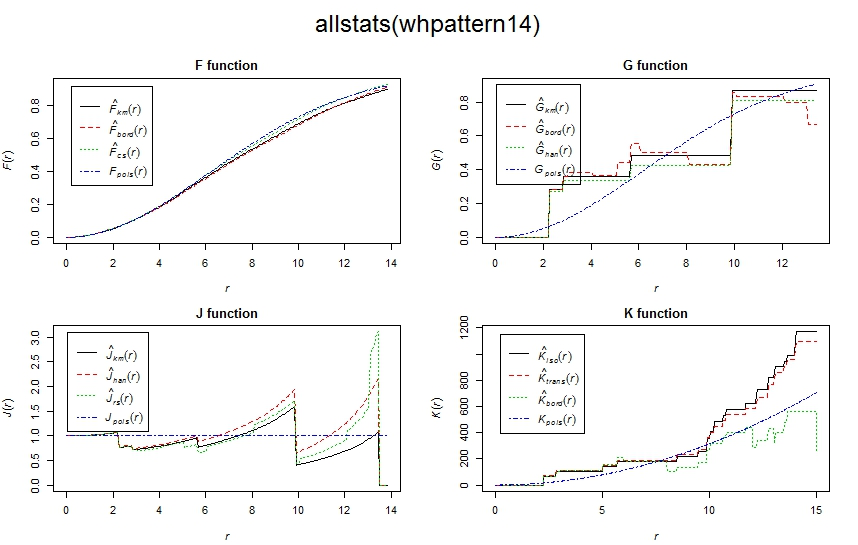 allstats(whpattern14)
F function
F(r)
0.0 0.2 0.4 0.6 0.8
F̂km(r)
F̂bord(r)
F̂cs(r)
Fpois(r)
0 2 4 6 8 10 12 14
r
G function
G(r)
0.0 0.2 0.4 0.6 0.8
Ĝkm(r)
Ĝbord(r)
Ĝhan(r)
Gpois(r)
0 2 4 6 8 10 12
r
J function
J(r)
0.0 0.5 1.0 1.5 2.0 2.5 3.0
Ĵkm(r)
Ĵhan(r)
Ĵrs(r)
Jpois(r)
0 2 4 6 8 10 12 14
r
K function
K(r)
0 200 400 600 800 1200
K̂iso(r)
K̂trans(r)
K̂bord(r)
Kpois(r)
0 5 10 15
r